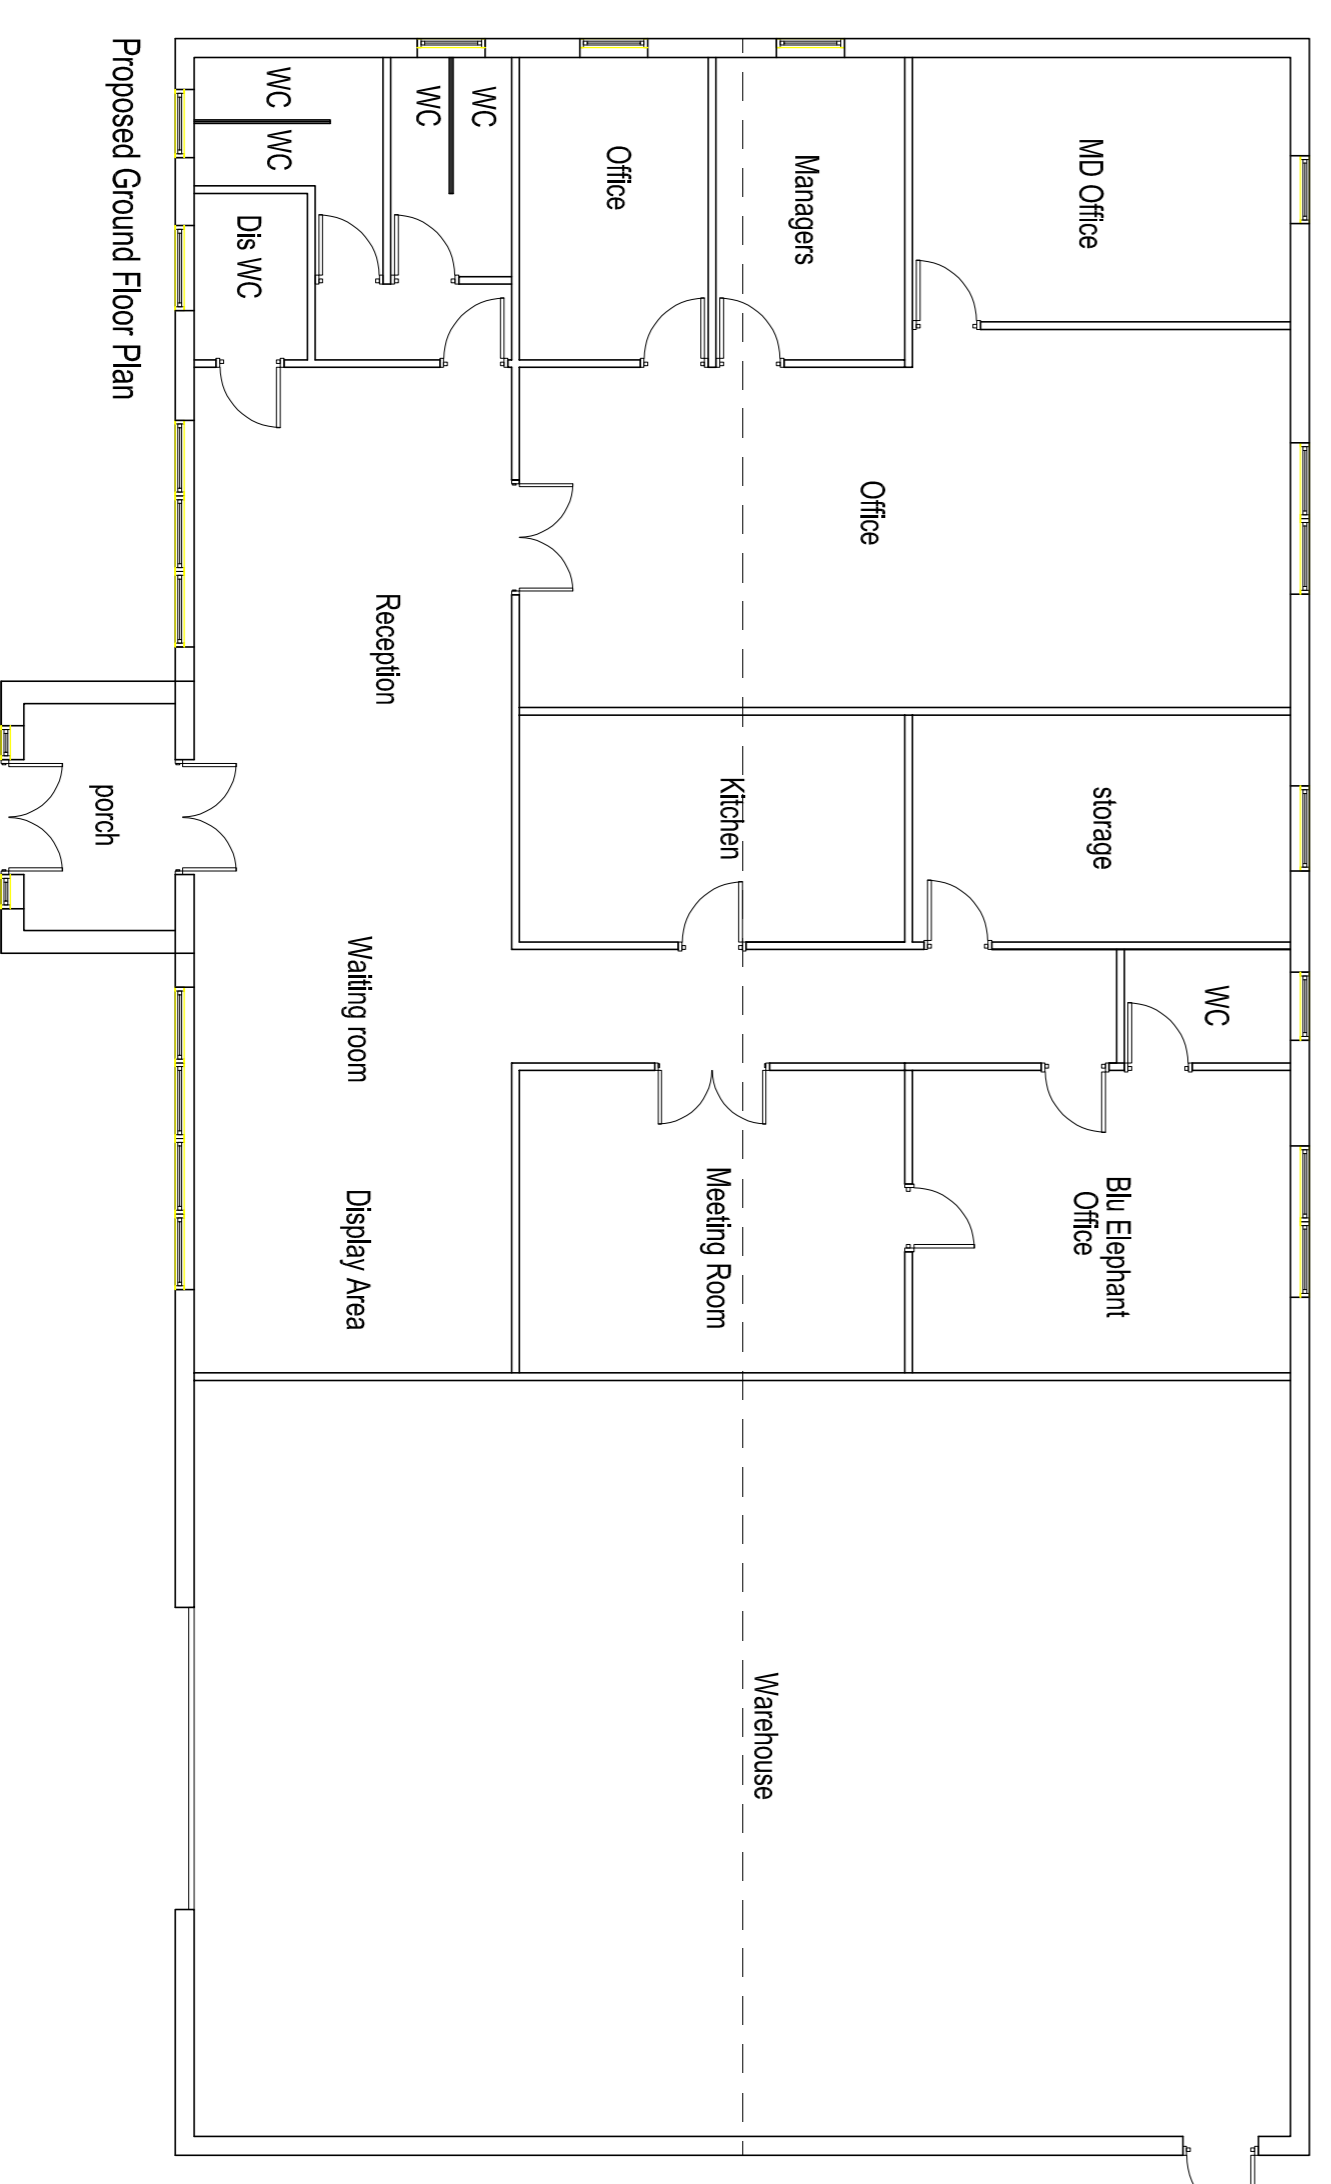 WC
MD Office
storage
Blu Elephant
Office
Office
Managers
Warehouse
Kitchen
Meeting Room
Office
WC
WC
Reception
Waiting room
Display Area
WC
WC
Dis WC
Proposed Ground Floor Plan
porch